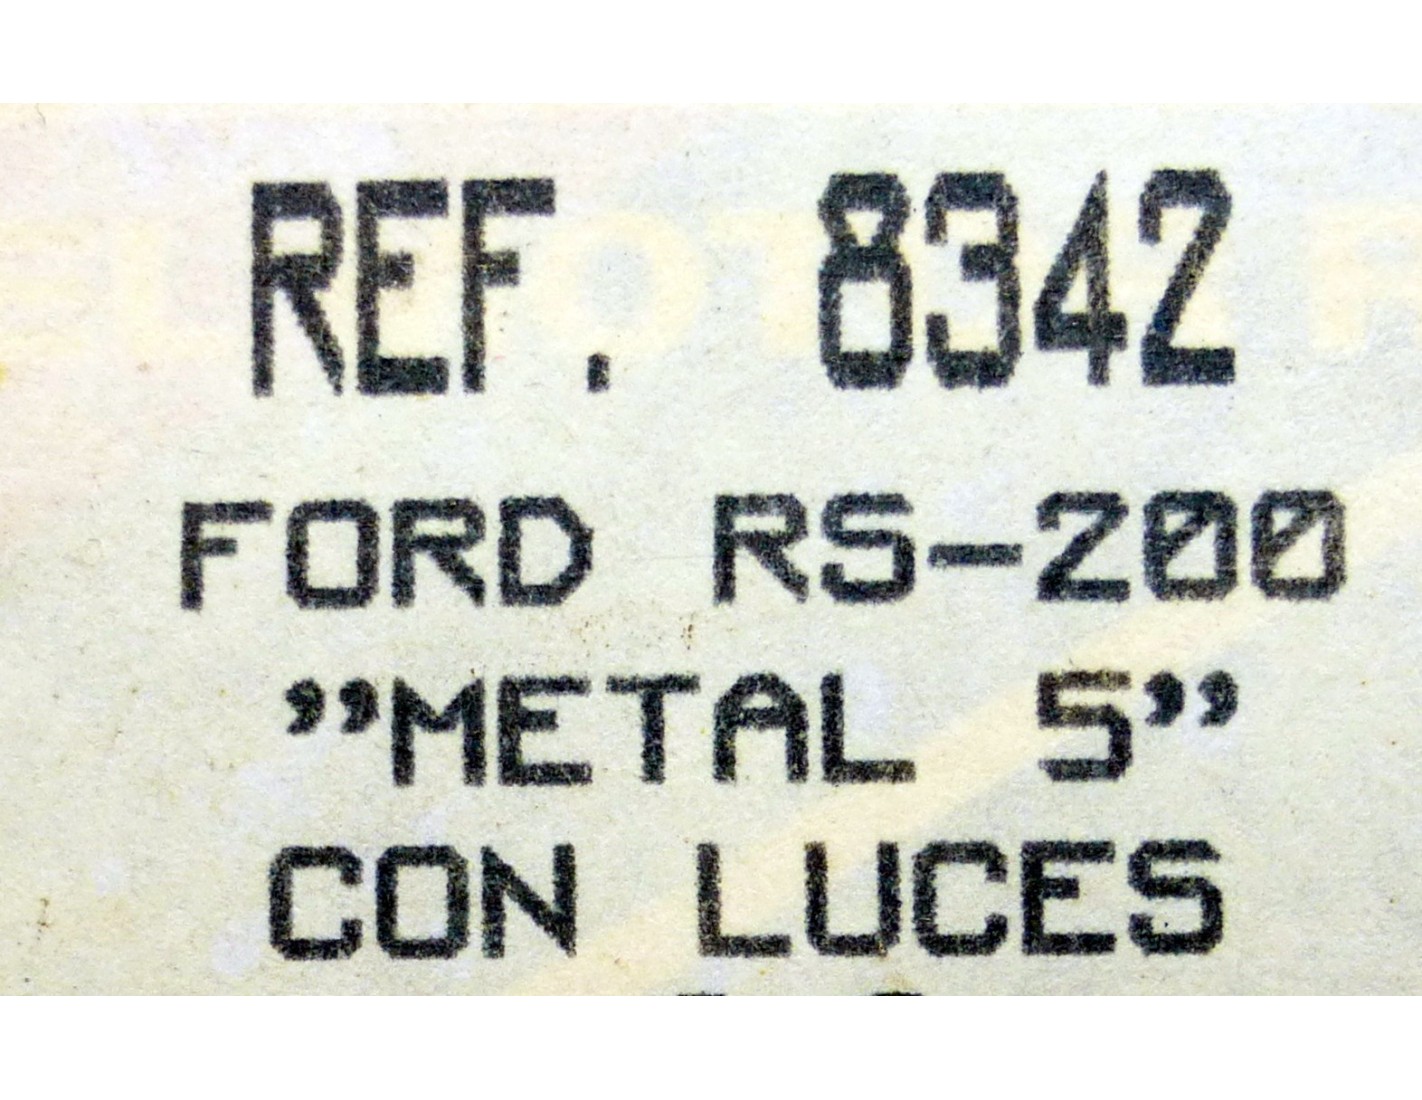 REF. 8342
FORD RS-200
"METAL 5"
CON LUCES